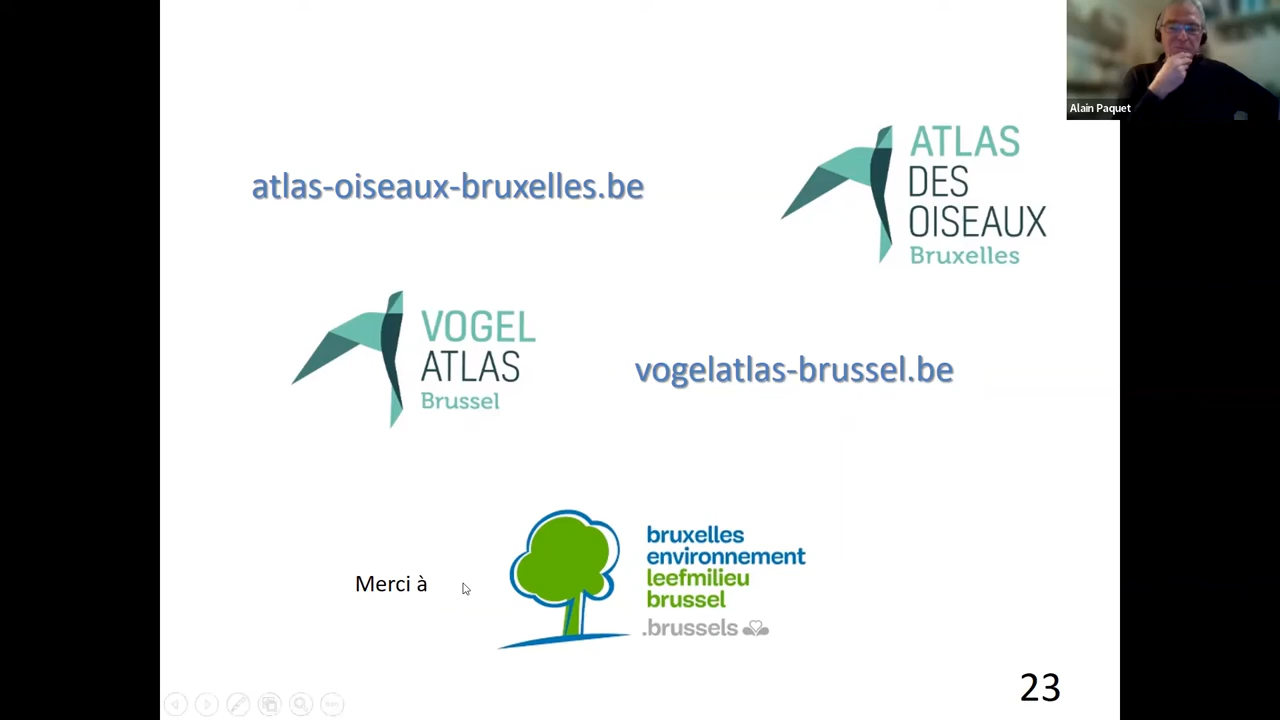 Alain Paquet
atlas-oiseaux-bruxelles.be
ATLAS
DES
OISEAUX
Bruxelles
VOGEL
ATLAS
Brussel
vogelatlas-brussel.be
Merci à
bruxelles
environnement
leefmilieu
brussel
.brussels
23